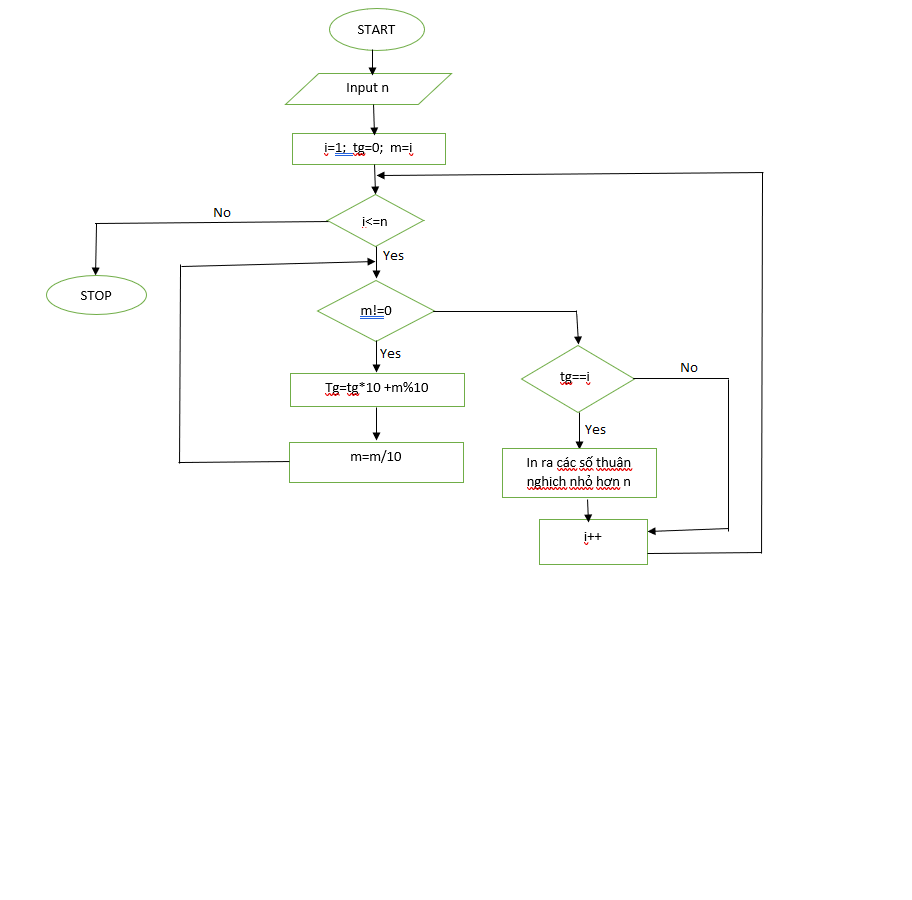 START
Input n
i=1; tg=0; m=i
No
i<=n
Yes
STOP
m!=0
Yes
tg==i
No
Tg=tg*10 +m%10
Yes
m=m/10
In ra các số thuân
nghich nhỏ hơn n
i++